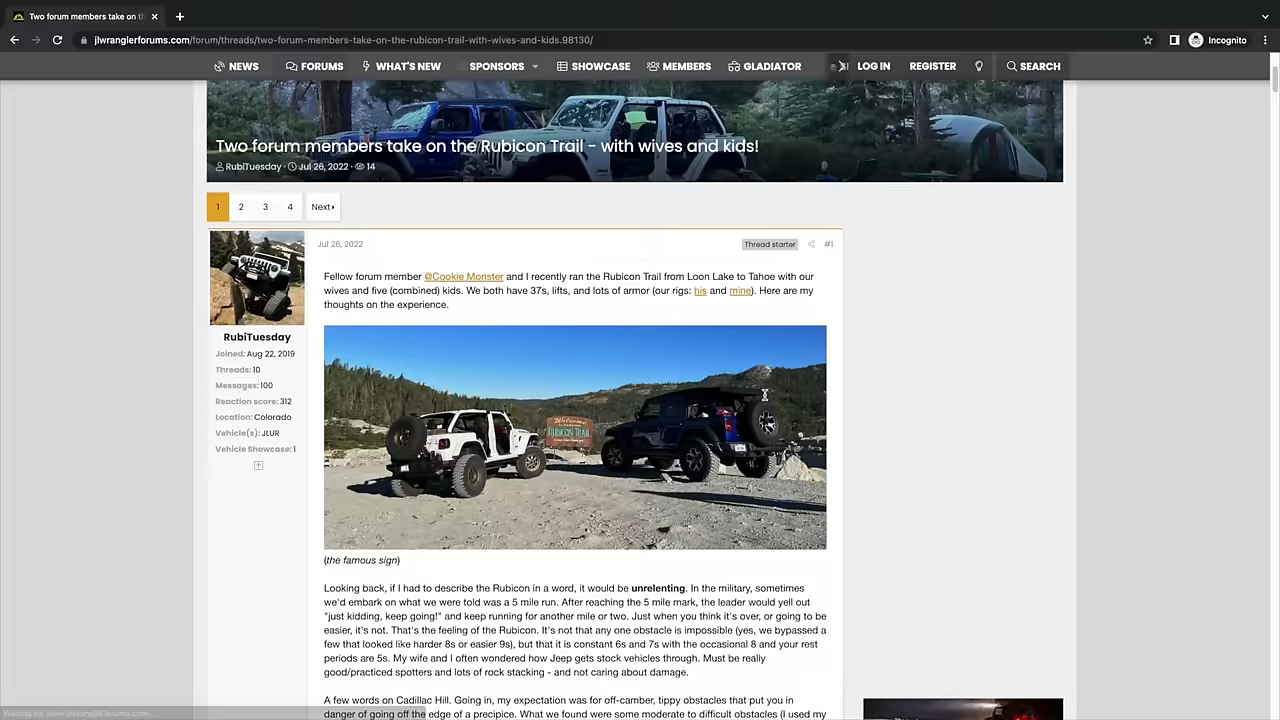 Two forum members take on th
jlwranglerforums.com/forum/threads/two-forum-members-take-on-the-rubicon-trail-with-wives-and-kids.98130/
Incognito
NEWS FORUMS WHAT'S NEW SPONSORS SHOWCASE MEMBERS GLADIATOR LOG IN REGISTER SEARCH
Two forum members take on the Rubicon Trail - with wives and kids!
RubiTuesday · Jul 26, 2022 · 14
1 2 3 4 Next
Jul 26, 2022 Thread starter #1
Fellow forum member @Cookie Monster and I recently ran the Rubicon Trail from Loon Lake to Tahoe with our
wives and five (combined) kids. We both have 37s, lifts, and lots of armor (our rigs: his and mine). Here are my
thoughts on the experience.
RubiTuesday
Joined: Aug 22, 2019
Threads: 10
Messages: 100
Reaction score: 312
Location: Colorado
Vehicle(s): JLUR
Vehicle Showcase: 1
Welcome
RUBICON TRAIL
(the famous sign)
Looking back, if I had to describe the Rubicon in a word, it would be unrelenting. In the military, sometimes
we'd embark on what we were told was a 5 mile run. After reaching the 5 mile mark, the leader would yell out
"just kidding, keep going!" and keep running for another mile or two. Just when you think it's over, or going to be
easier, it's not. That's the feeling of the Rubicon. It's not that any one obstacle is impossible (yes, we bypassed a
few that looked like harder 8s or easier 9s), but that it is constant 6s and 7s with the occasional 8 and your rest
periods are 5s. My wife and I often wondered how Jeep gets stock vehicles through. Must be really
good/practiced spotters and lots of rock stacking - and not caring about damage.
A few words on Cadillac Hill. Going in, my expectation was for off-camber, tippy obstacles that put you in
danger of going off the edge of a precipice. What we found were some moderate to difficult obstacles (I used my
Waiting for www.jlwranglerforums.com...